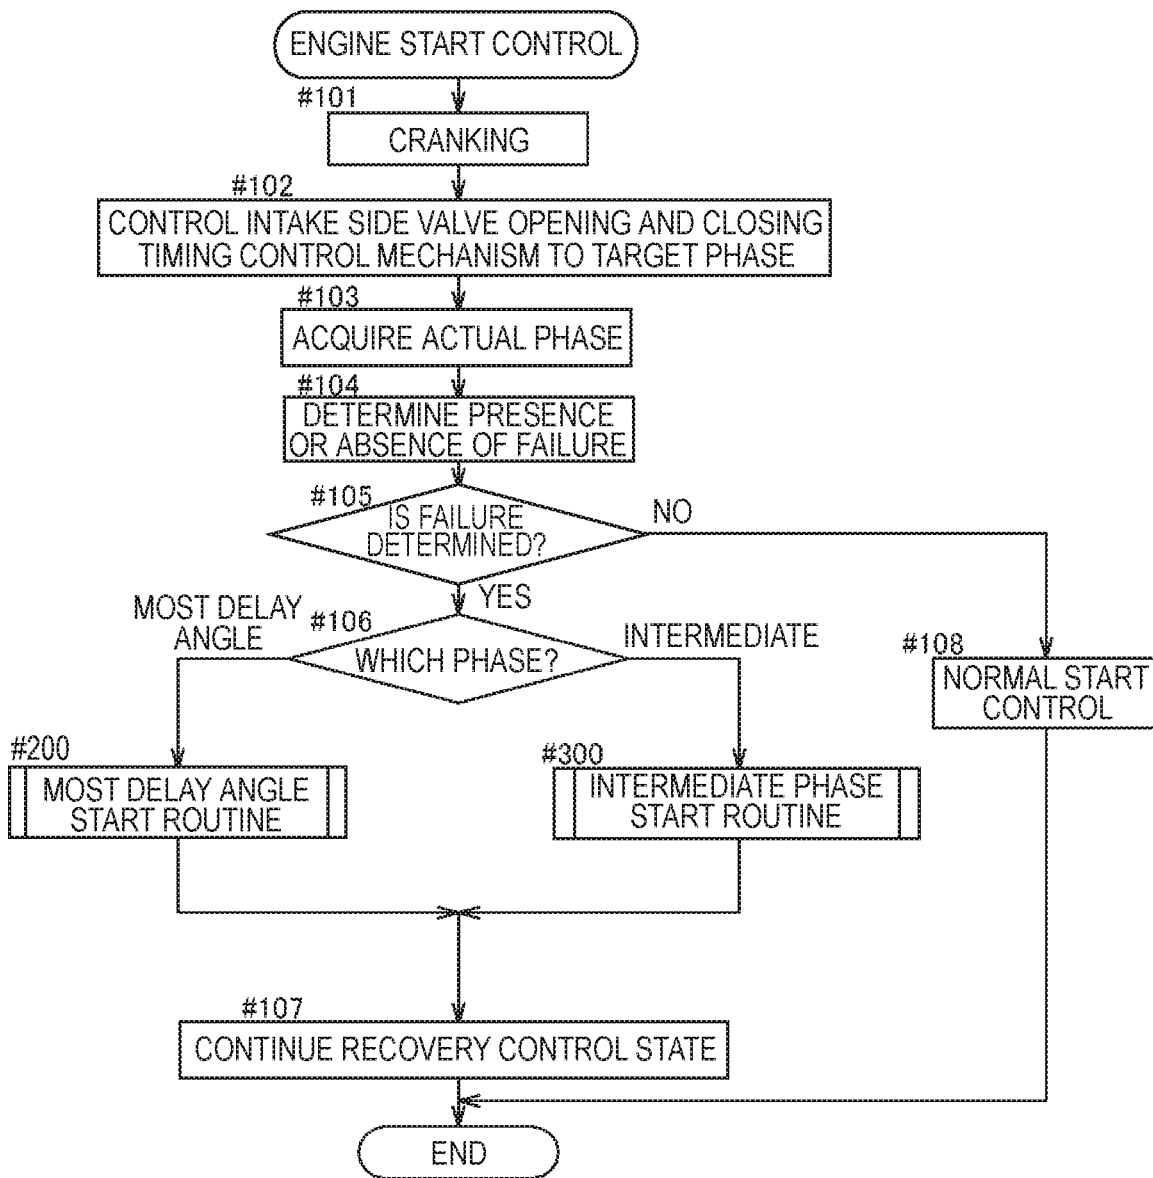 ENGINE START CONTROL
#101
CRANKING
#102
CONTROL INTAKE SIDE VALVE OPENING AND CLOSING
TIMING CONTROL MECHANISM TO TARGET PHASE
#103
ACQUIRE ACTUAL PHASE
#104
DETERMINE PRESENCE
OR ABSENCE OF FAILURE
#105
IS FAILURE
DETERMINED?
NO
YES
MOST DELAY
ANGLE
#106
WHICH PHASE?
INTERMEDIATE
#108
NORMAL START
CONTROL
#200
MOST DELAY ANGLE
START ROUTINE
#300
INTERMEDIATE PHASE
START ROUTINE
#107
CONTINUE RECOVERY CONTROL STATE
END